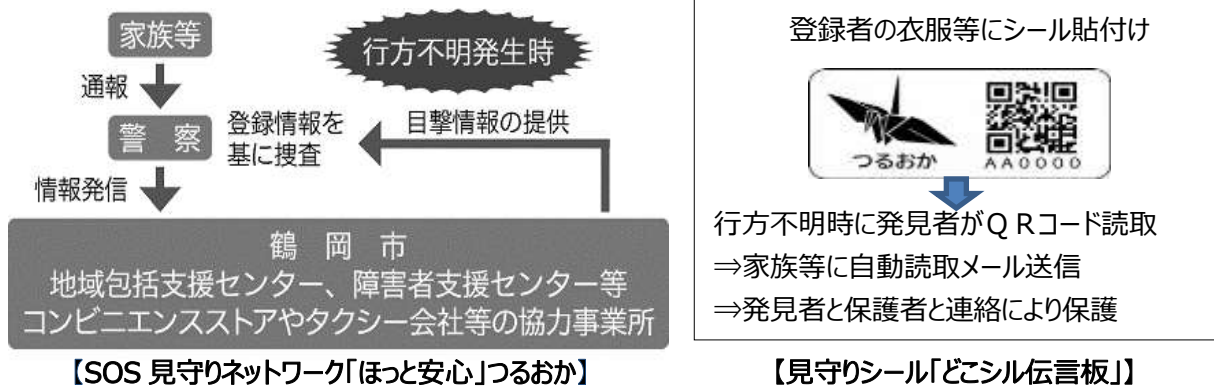 家族等
行方不明発生時
通報
警 察
登録情報を
基に捜査
目撃情報の提供
情報発信
鶴 岡 市
地域包括支援センター、障害者支援センター等
コンビニエンスストアやタクシー会社等の協力事業所
【SOS 見守りネットワーク「ほっと安心」つるおか】
登録者の衣服等にシール貼付け
つるおか
AA0000
行方不明時に発見者がQRコード読取
⇒家族等に自動読取メール送信
⇒発見者と保護者と連絡により保護
【見守りシール「どこシル伝言板」】